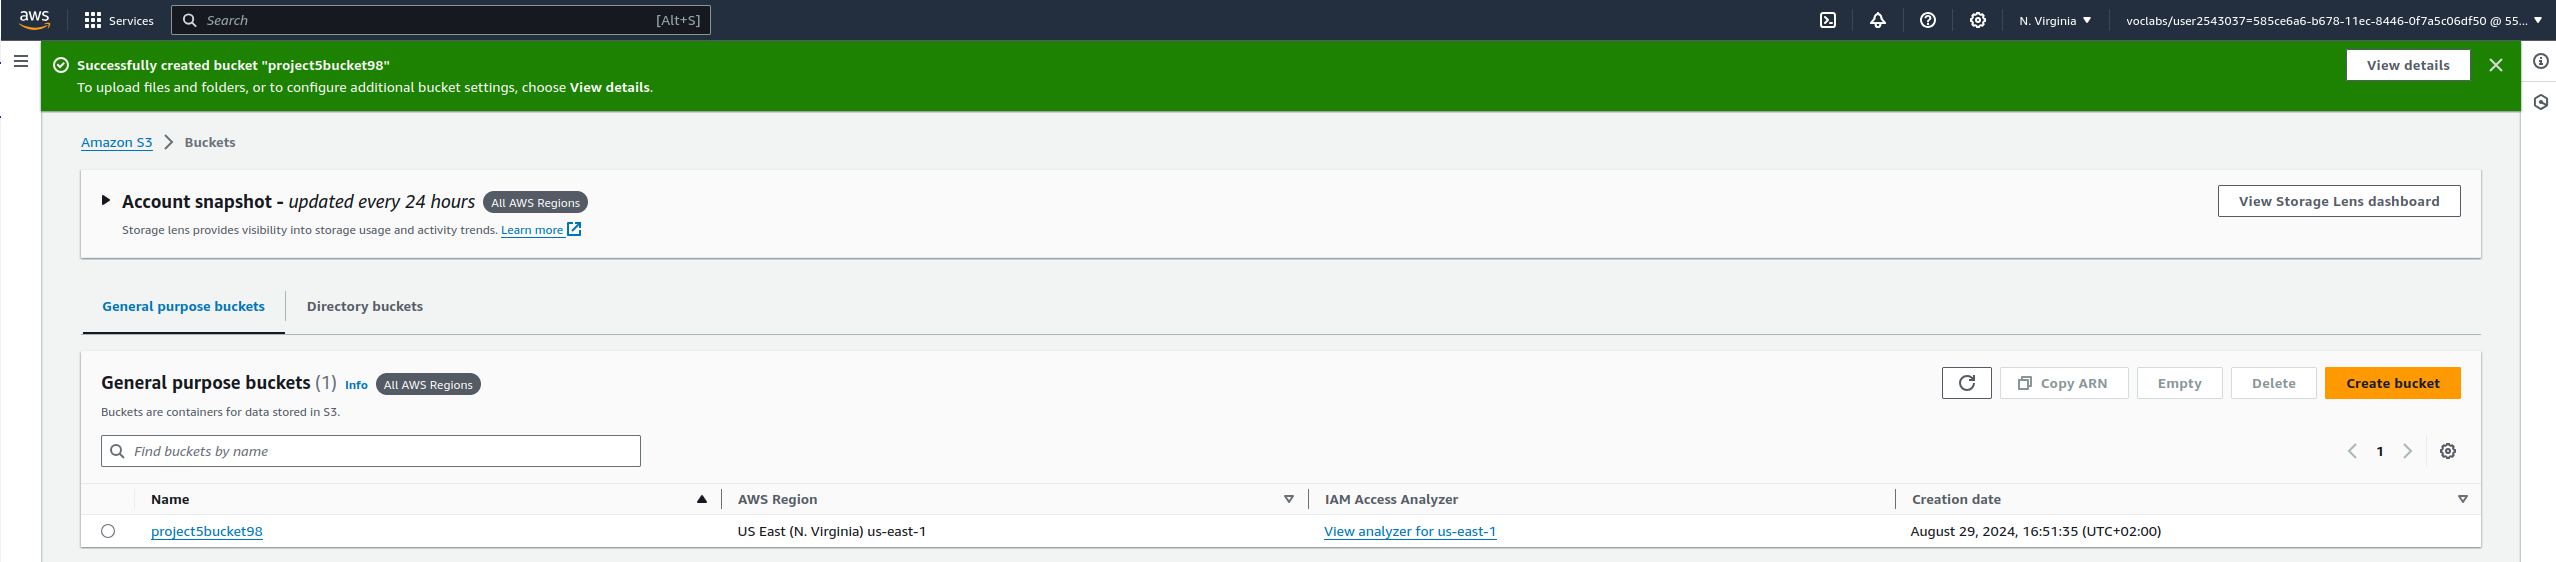 aws Services Search [Alt+S] N. Virginia voclabs/user2543037=585ce6a6-b678-11ec-8446-0f7a5c06df50 @ 55...
Successfully created bucket "project5bucket98"
To upload files and folders, or to configure additional bucket settings, choose View details.
View details
Amazon S3 Buckets
Account snapshot - updated every 24 hours All AWS Regions
Storage lens provides visibility into storage usage and activity trends. Learn more
View Storage Lens dashboard
General purpose buckets Directory buckets
General purpose buckets (1) Info All AWS Regions
Buckets are containers for data stored in S3.
Copy ARN Empty Delete Create bucket
Find buckets by name
1
Name AWS Region IAM Access Analyzer Creation date
project5bucket98 US East (N. Virginia) us-east-1 View analyzer for us-east-1 August 29, 2024, 16:51:35 (UTC+02:00)